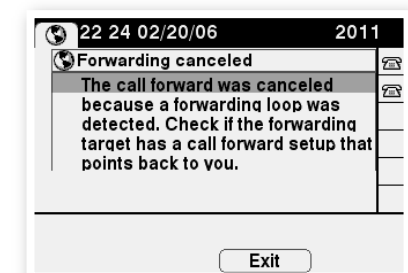 22 24 02/20/06 2011
Forwarding canceled
The call forward was canceled
because a forwarding loop was
detected. Check if the forwarding
target has a call forward setup that
points back to you.
Exit